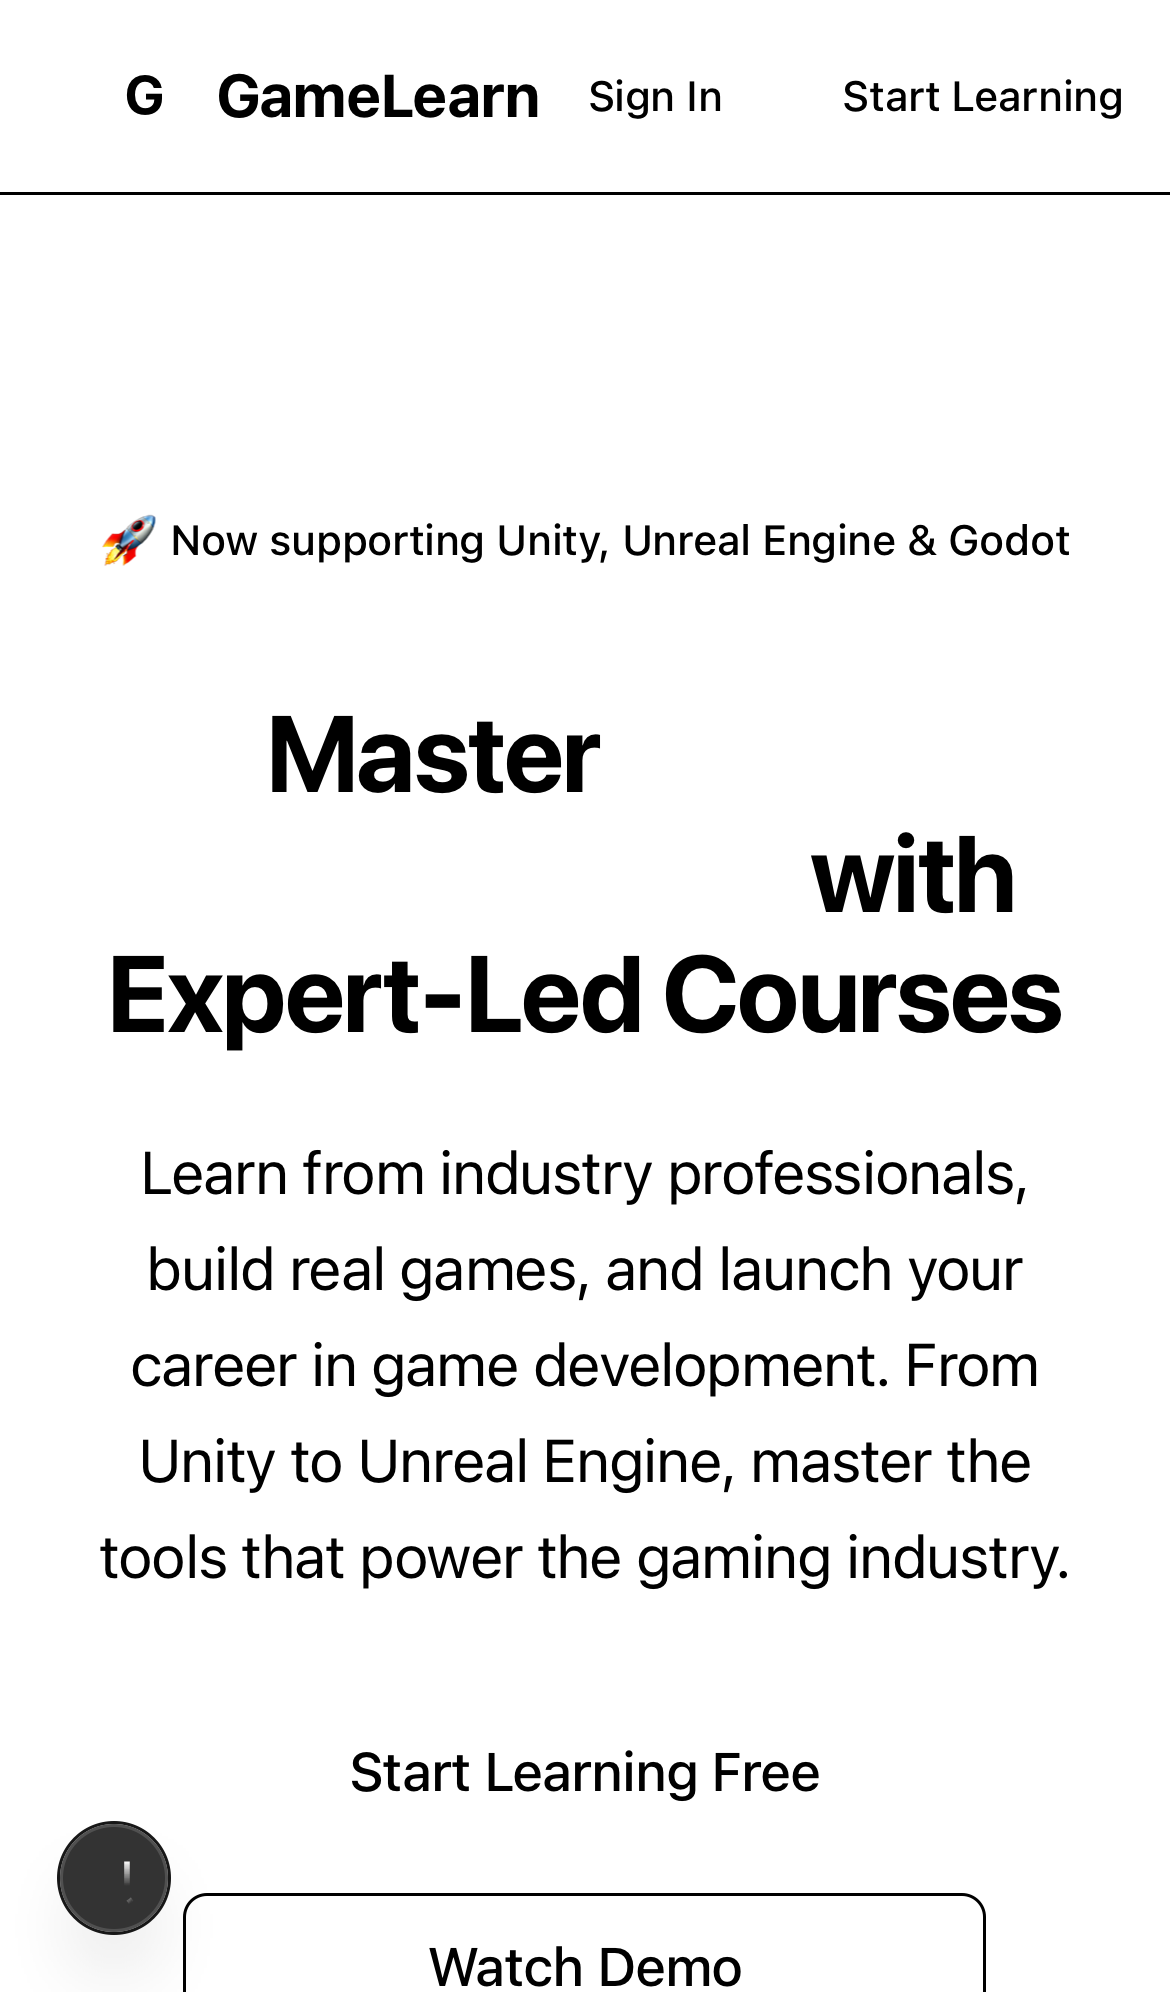 G GameLearn Sign In Start Learning
🚀 Now supporting Unity, Unreal Engine & Godot
Master
with
Expert-Led Courses
Learn from industry professionals,
build real games, and launch your
career in game development. From
Unity to Unreal Engine, master the
tools that power the gaming industry.
Start Learning Free
Watch Demo